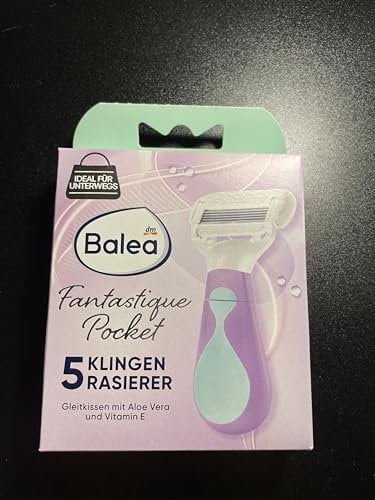 IDEAL FÜR
UNTERWEGS
dm
Balea
Fantastique
Pocket
5 KLINGEN
RASIERER
Gleitkissen mit Aloe Vera
und Vitamin E